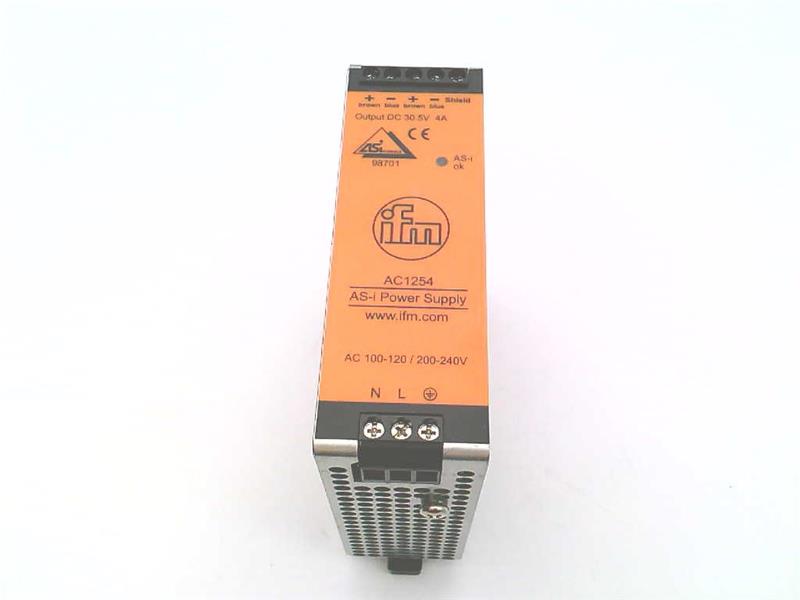 + − + − Shield
brown blue brown blue
Output DC 30.5V 4A
ASi
CE
98701
AS-i
ok
ifm
AC1254
AS-i Power Supply
www.ifm.com
AC 100-120 / 200-240V
N L